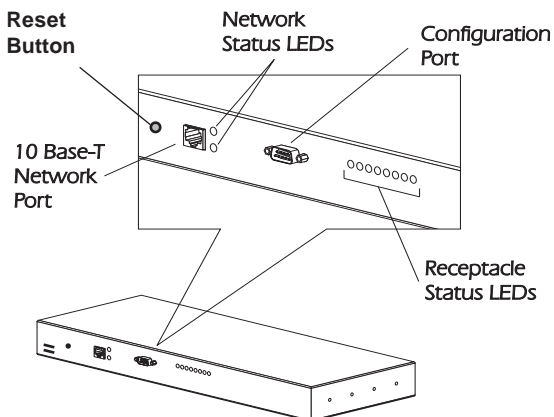 Reset
Button
Network
Status LEDs
Configuration
Port
10 Base-T
Network
Port
Receptacle
Status LEDs